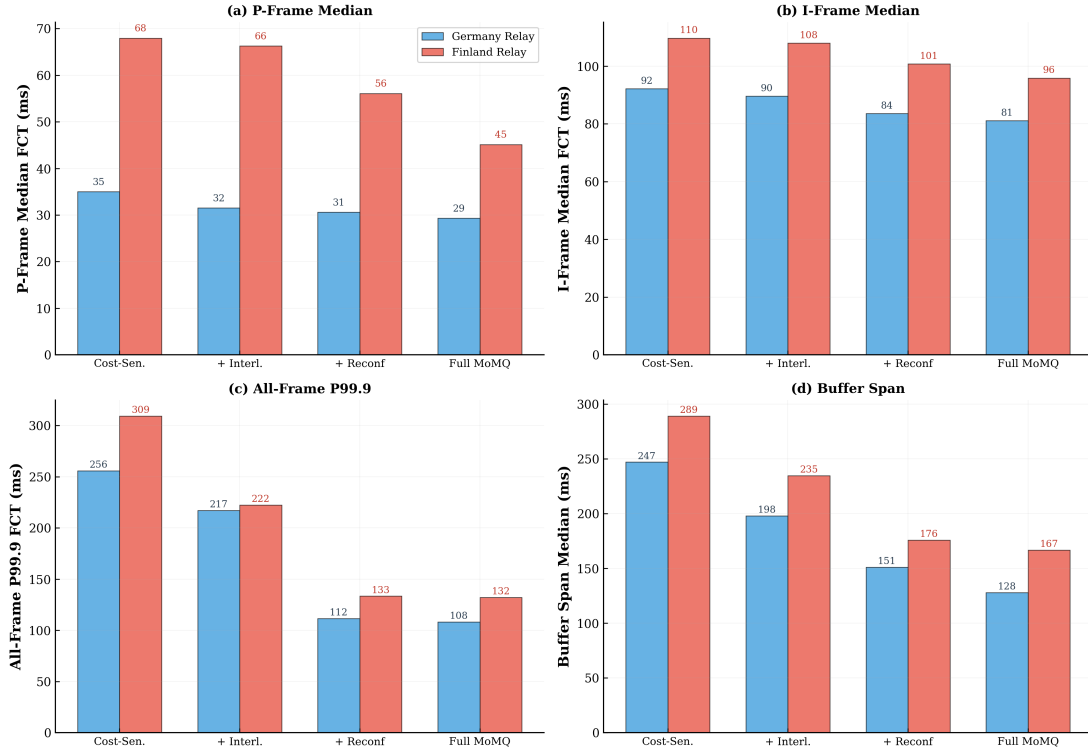 (a) P-Frame Median
P-Frame Median FCT (ms)
70
60
50
40
30
20
10
0
Germany Relay
Finland Relay
35
68
32
66
31
56
29
45
Cost-Sen.
+ Interl.
+ Reconf
Full MoMQ
(b) I-Frame Median
I-Frame Median FCT (ms)
100
80
60
40
20
0
92
110
90
108
84
101
81
96
Cost-Sen.
+ Interl.
+ Reconf
Full MoMQ
(c) All-Frame P99.9
All-Frame P99.9 FCT (ms)
300
250
200
150
100
50
0
256
309
217
222
112
133
108
132
Cost-Sen.
+ Interl.
+ Reconf
Full MoMQ
(d) Buffer Span
Buffer Span Median (ms)
300
250
200
150
100
50
0
247
289
198
235
151
176
128
167
Cost-Sen.
+ Interl.
+ Reconf
Full MoMQ